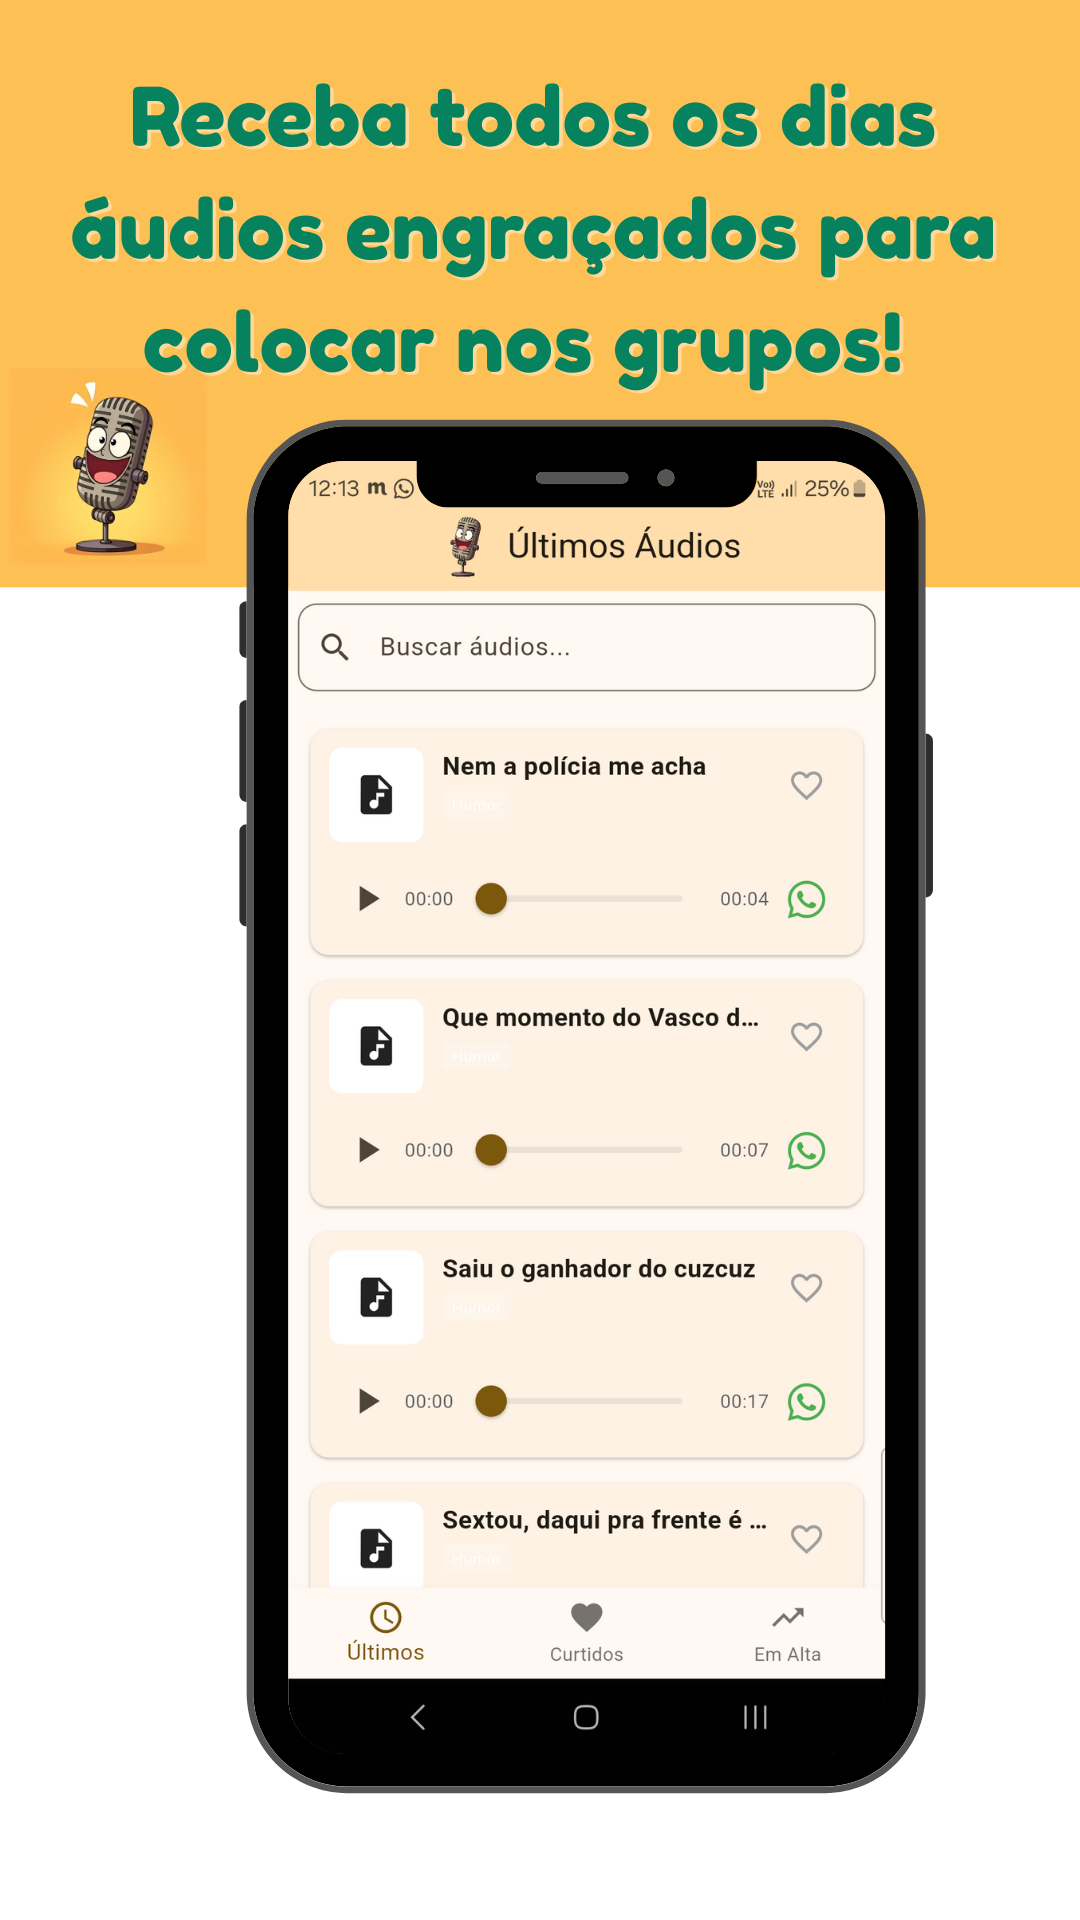 Receba todos os dias
áudios engraçados para
colocar nos grupos!
12:13 m Vo)) LTE 25%
Últimos Áudios
Buscar áudios...
Nem a polícia me acha
Humor
00:00 00:04
Que momento do Vasco d...
Humor
00:00 00:07
Saiu o ganhador do cuzcuz
Humor
00:00 00:17
Sextou, daqui pra frente é ...
Humor
Últimos Curtidos Em Alta